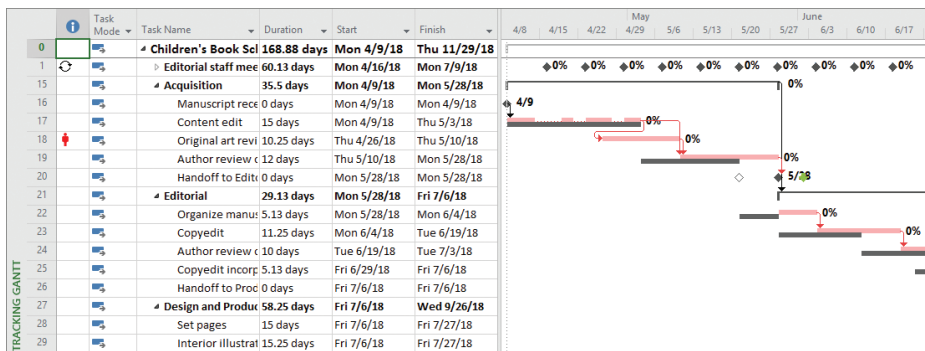 May June
Task Mode Task Name Duration Start Finish 4/8 4/15 4/22 4/29 5/6 5/13 5/20 5/27 6/3 6/10 6/17
0 Children's Book Scl 168.88 days Mon 4/9/18 Thu 11/29/18
1 Editorial staff mee 60.13 days Mon 4/16/18 Mon 7/9/18 0% 0% 0% 0% 0% 0% 0% 0% 0% 0%
15 Acquisition 35.5 days Mon 4/9/18 Mon 5/28/18 0%
16 Manuscript rece 0 days Mon 4/9/18 Mon 4/9/18 4/9
17 Content edit 15 days Mon 4/9/18 Thu 5/3/18 0%
18 Original art revi 10.25 days Thu 4/26/18 Thu 5/10/18 0%
19 Author review c 12 days Thu 5/10/18 Mon 5/28/18 0%
20 Handoff to Edit 0 days Mon 5/28/18 Mon 5/28/18 5/28
21 Editorial 29.13 days Mon 5/28/18 Fri 7/6/18
22 Organize manus 5.13 days Mon 5/28/18 Mon 6/4/18 0%
23 Copyedit 11.25 days Mon 6/4/18 Tue 6/19/18 0%
24 Author review c 10 days Tue 6/19/18 Tue 7/3/18
25 Copyedit incorp 5.13 days Fri 6/29/18 Fri 7/6/18
26 Handoff to Prod 0 days Fri 7/6/18 Fri 7/6/18
27 Design and Produc 58.25 days Fri 7/6/18 Wed 9/26/18
28 Set pages 15 days Fri 7/6/18 Fri 7/27/18
29 Interior illustrat 15.25 days Fri 7/6/18 Fri 7/27/18
TRACKING GANTT